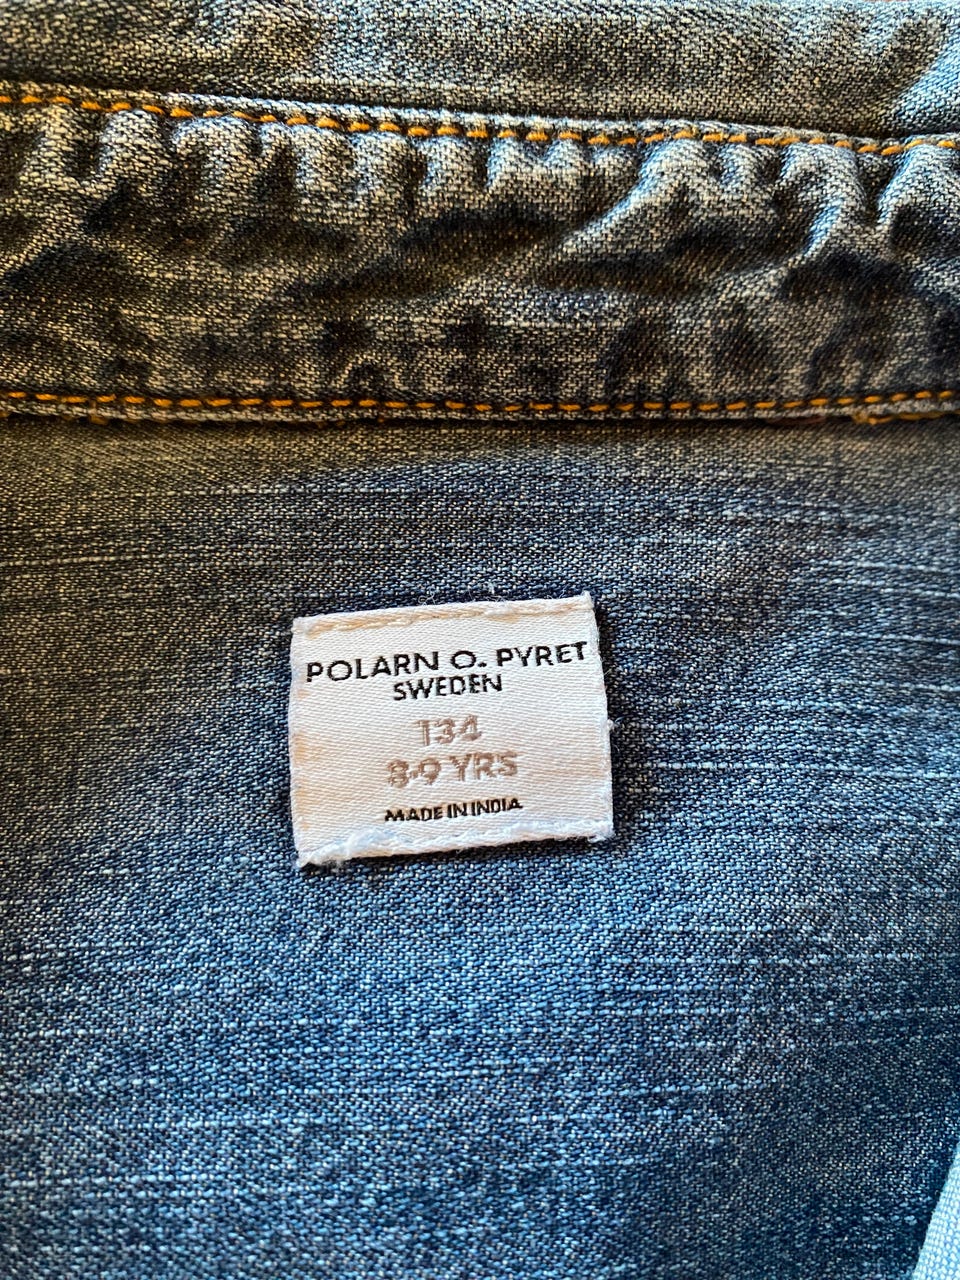 POLARN O. PYRET
SWEDEN
134
8-9 YRS
MADE IN INDIA